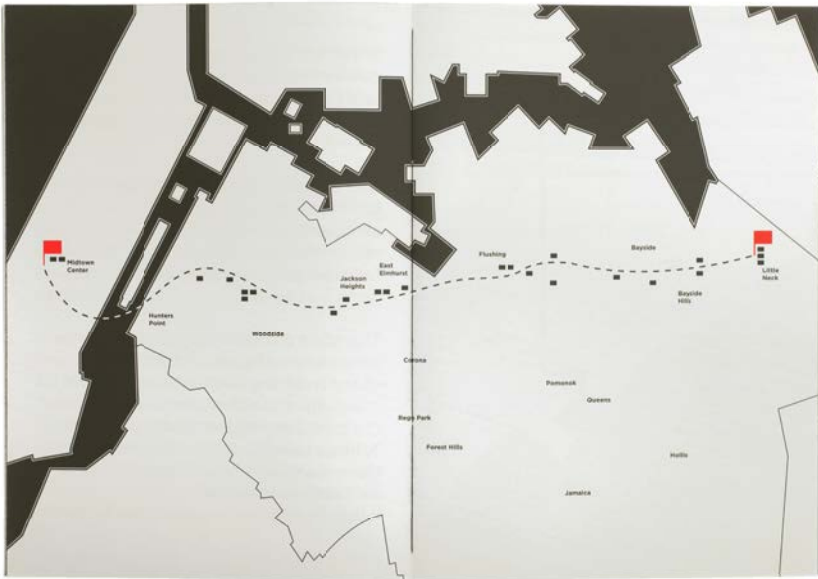 Midtown
Center
Hunters
Point
Woodside
Jackson
Heights
East
Elmhurst
Corona
Rego Park
Forest Hills
Flushing
Bayside
Bayside
Hills
Little
Neck
Pomonok
Queens
Hollis
Jamaica